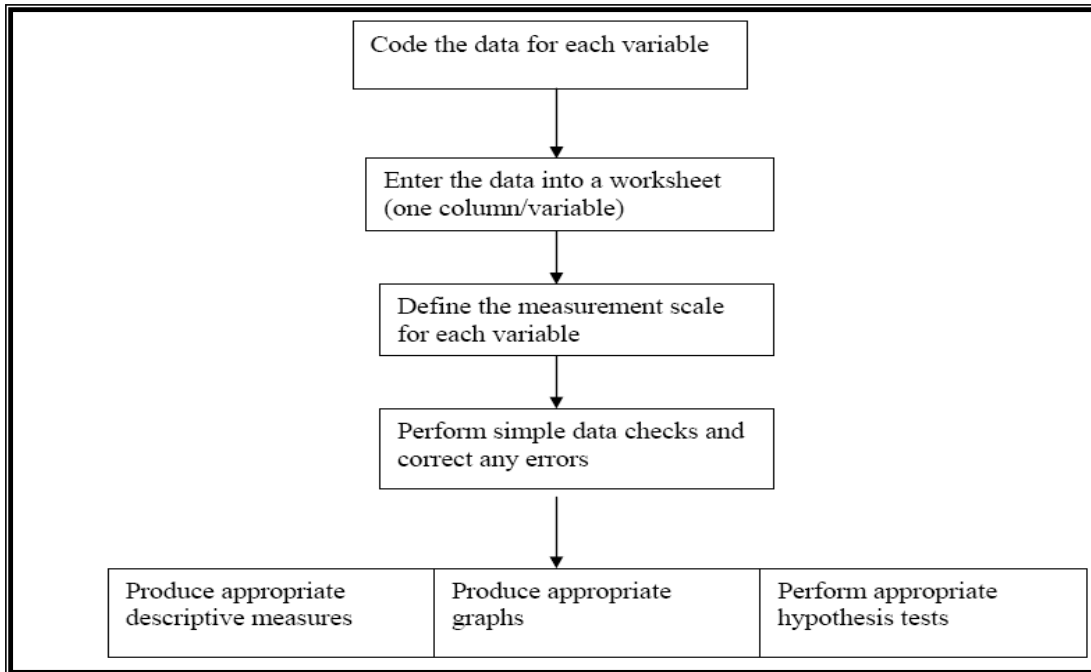 Code the data for each variable
Enter the data into a worksheet
(one column/variable)
Define the measurement scale
for each variable
Perform simple data checks and
correct any errors
Produce appropriate
descriptive measures
Produce appropriate
graphs
Perform appropriate
hypothesis tests